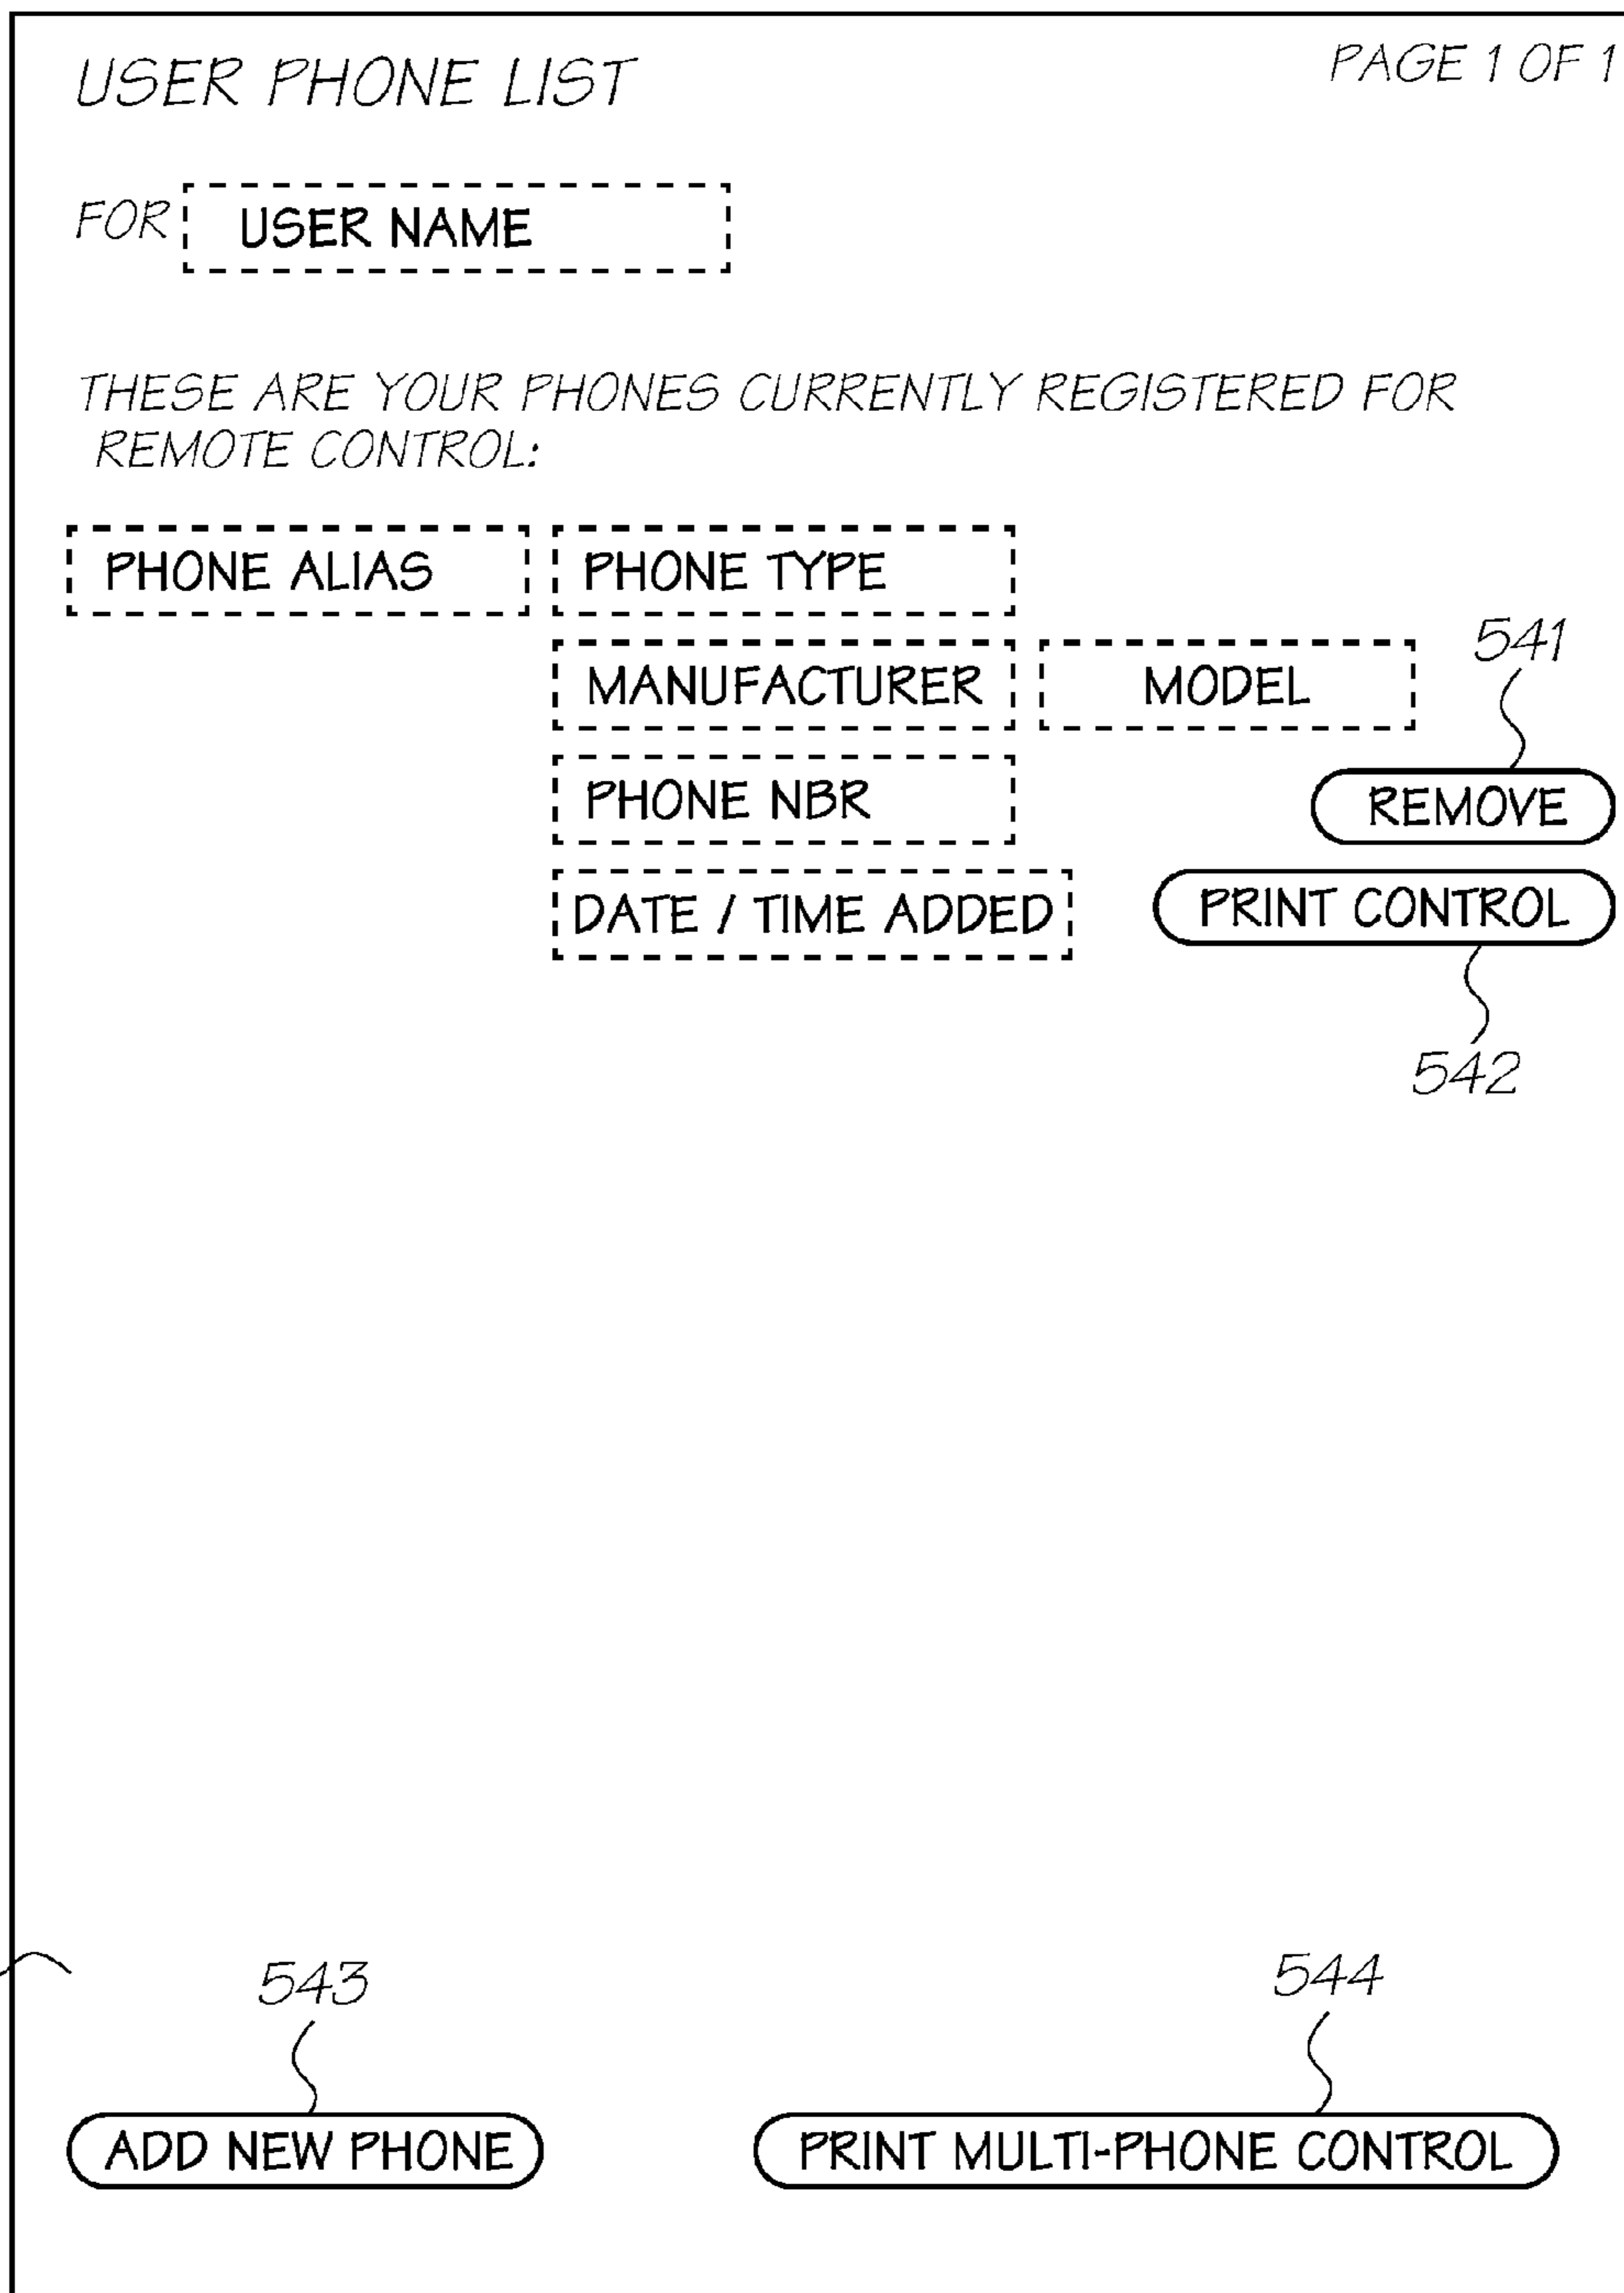 USER PHONE LIST
PAGE 1 OF 1
FOR USER NAME
THESE ARE YOUR PHONES CURRENTLY REGISTERED FOR
REMOTE CONTROL:
PHONE ALIAS PHONE TYPE
541
MANUFACTURER MODEL
PHONE NBR REMOVE
DATE / TIME ADDED PRINT CONTROL
542
543 544
ADD NEW PHONE PRINT MULTI-PHONE CONTROL